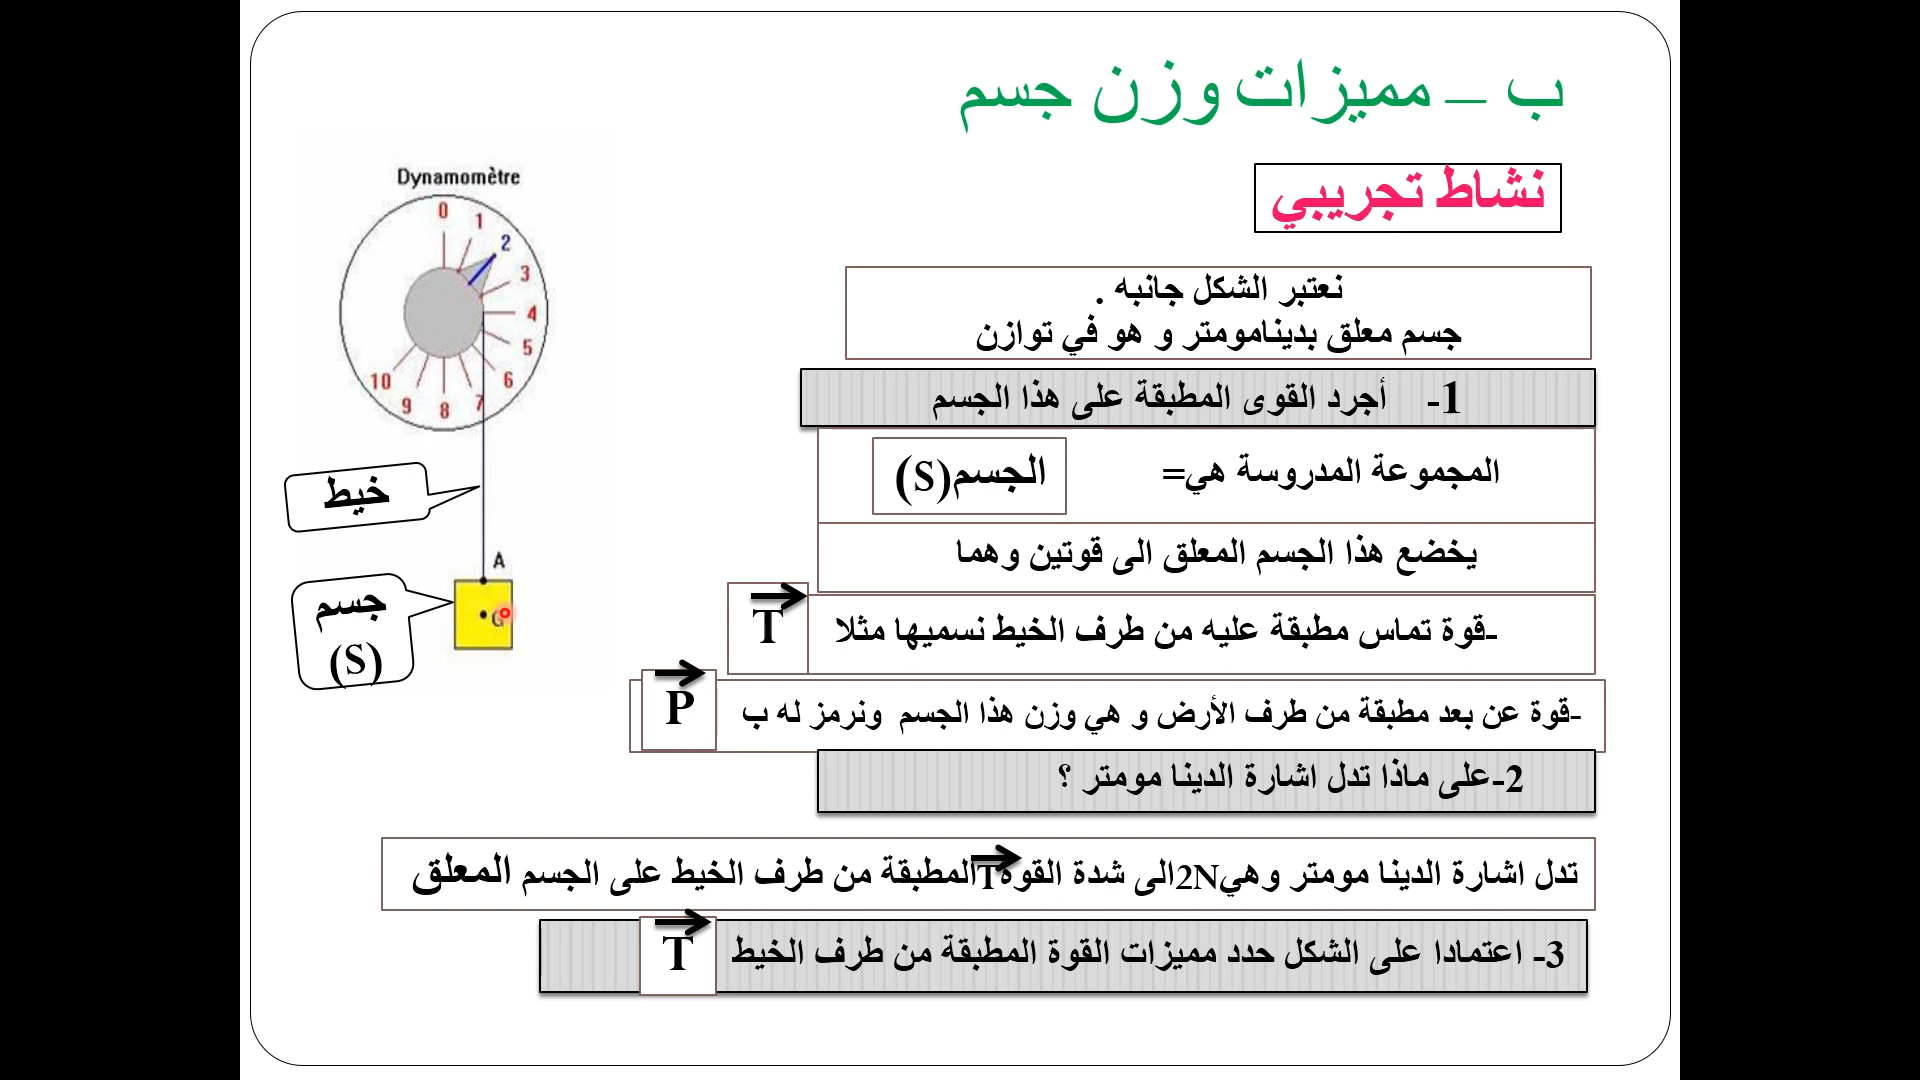 ب – مميزات وزن جسم
نشاط تجريبي
نعتبر الشكل جانبه .
جسم معلق بدينامومتر و هو في توازن
1- أجرد القوى المطبقة على هذا الجسم
المجموعة المدروسة هي= الجسم(S)
يخضع هذا الجسم المعلق الى قوتين وهما
-قوة تماس مطبقة عليه من طرف الخيط نسميها مثلا T
-قوة عن بعد مطبقة من طرف الأرض و هي وزن هذا الجسم ونرمز له ب P
2-على ماذا تدل اشارة الدينا مومتر ؟
تدل اشارة الدينا مومتر وهي2Nالى شدة القوةTالمطبقة من طرف الخيط على الجسم المعلق
3- اعتمادا على الشكل حدد مميزات القوة المطبقة من طرف الخيط T
Dynamomètre
0
1
2
3
4
5
6
7
8
9
10
خيط
A
G
جسم
(S)